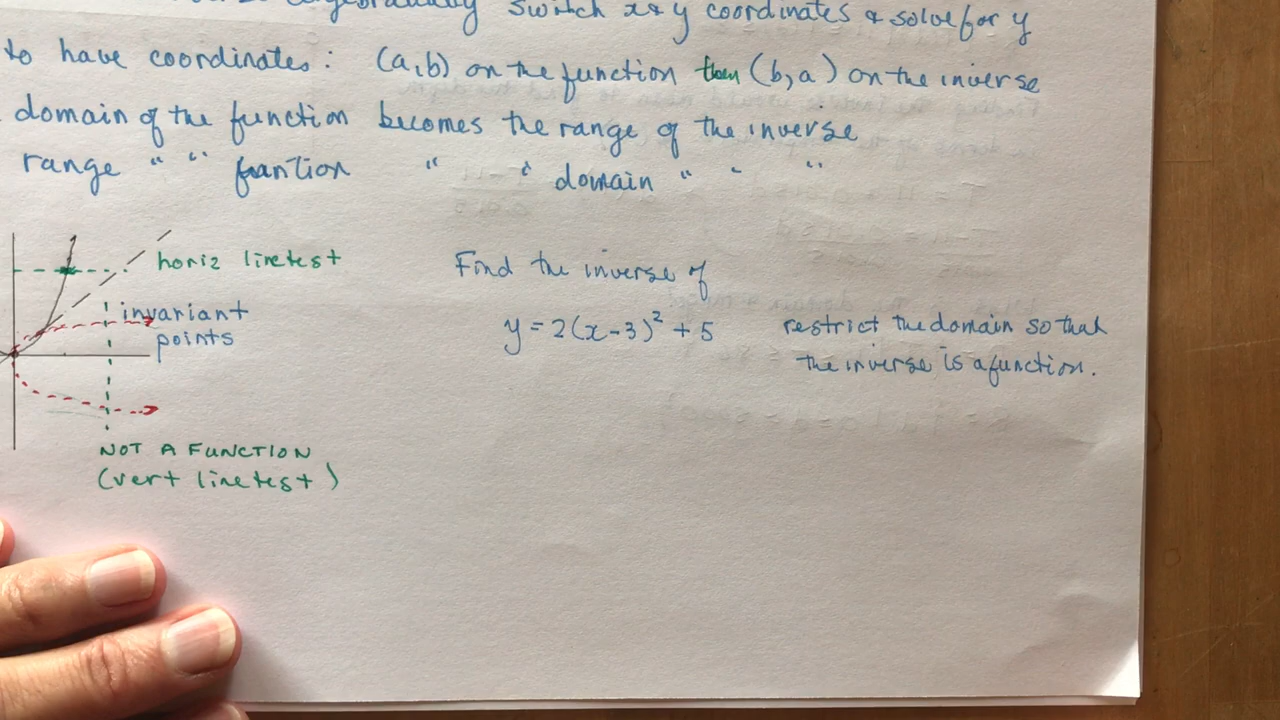 switch x & y coordinates & solve for y
to have coordinates: (a,b) on the function then (b,a) on the inverse
domain of the function becomes the range of the inverse
range " " function " " domain " " "
horiz line test
invariant
points
NOT A FUNCTION
(vert line test)
Find the inverse of
y = 2(x-3)² + 5
restrict the domain so that
the inverse is a function.